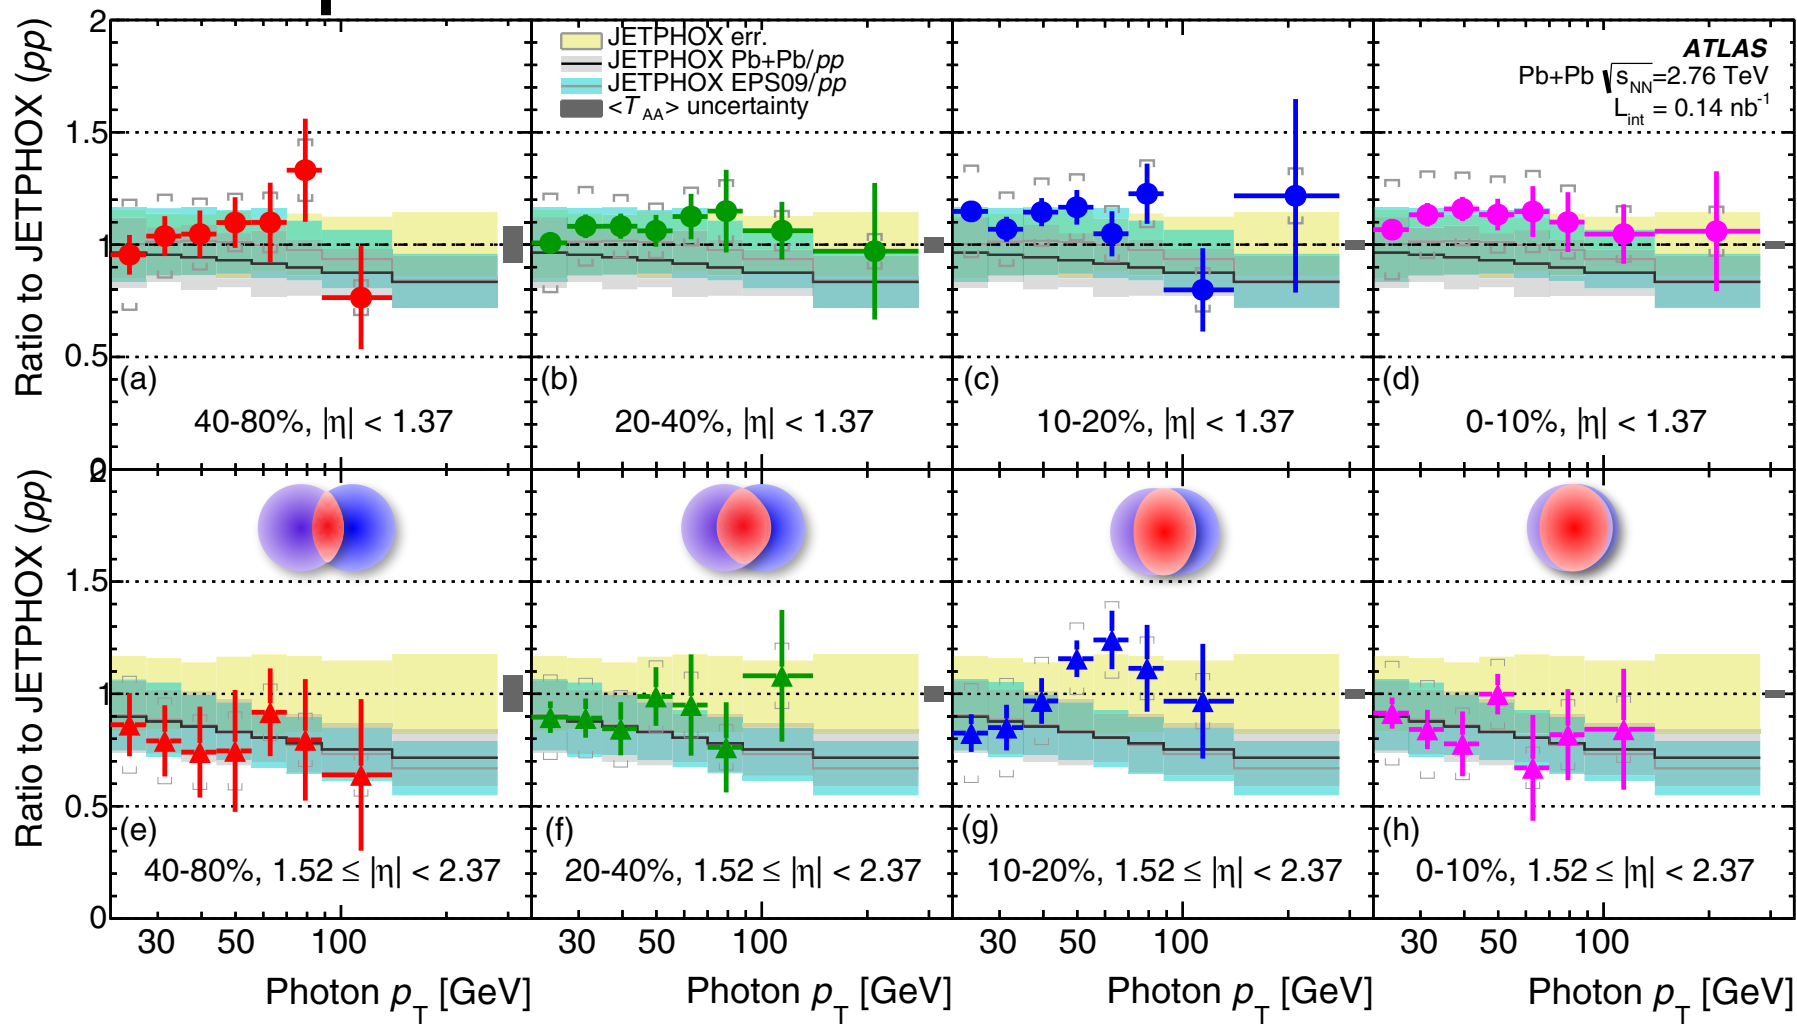 Ratio to JETPHOX (pp)
2
1.5
1
0.5
0
JETPHOX err.
JETPHOX Pb+Pb/pp
JETPHOX EPS09/pp
<T_AA> uncertainty
ATLAS
Pb+Pb √s_NN=2.76 TeV
L_int = 0.14 nb⁻¹
(a)
40-80%, |η| < 1.37
(b)
20-40%, |η| < 1.37
(c)
10-20%, |η| < 1.37
(d)
0-10%, |η| < 1.37
Ratio to JETPHOX (pp)
2
1.5
1
0.5
0
(e)
40-80%, 1.52 ≤ |η| < 2.37
(f)
20-40%, 1.52 ≤ |η| < 2.37
(g)
10-20%, 1.52 ≤ |η| < 2.37
(h)
0-10%, 1.52 ≤ |η| < 2.37
30 50 100
30 50 100
30 50 100
30 50 100
Photon p_T [GeV]
Photon p_T [GeV]
Photon p_T [GeV]
Photon p_T [GeV]